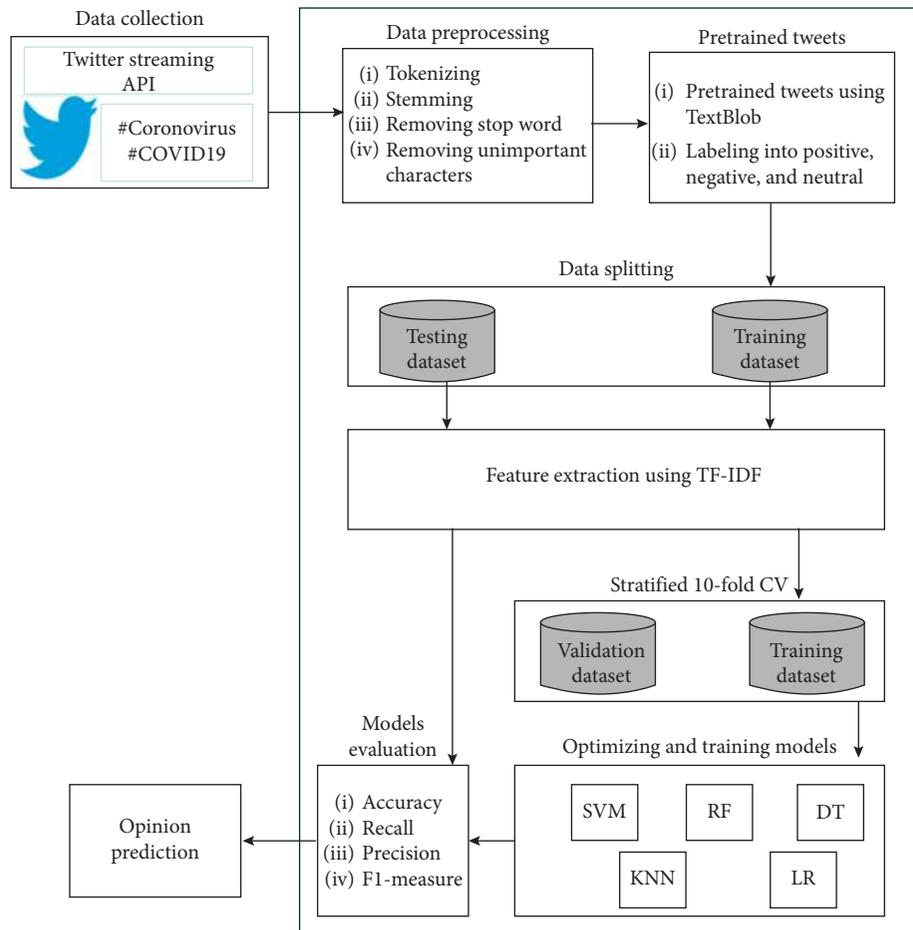 Data collection
Twitter streaming
API
#Coronovirus
#COVID19
Data preprocessing
(i) Tokenizing
(ii) Stemming
(iii) Removing stop word
(iv) Removing unimportant
characters
Pretrained tweets
(i) Pretrained tweets using
TextBlob
(ii) Labeling into positive,
negative, and neutral
Data splitting
Testing
dataset
Training
dataset
Feature extraction using TF-IDF
Stratified 10-fold CV
Validation
dataset
Training
dataset
Optimizing and training models
SVM
RF
DT
KNN
LR
Models
evaluation
(i) Accuracy
(ii) Recall
(iii) Precision
(iv) F1-measure
Opinion
prediction